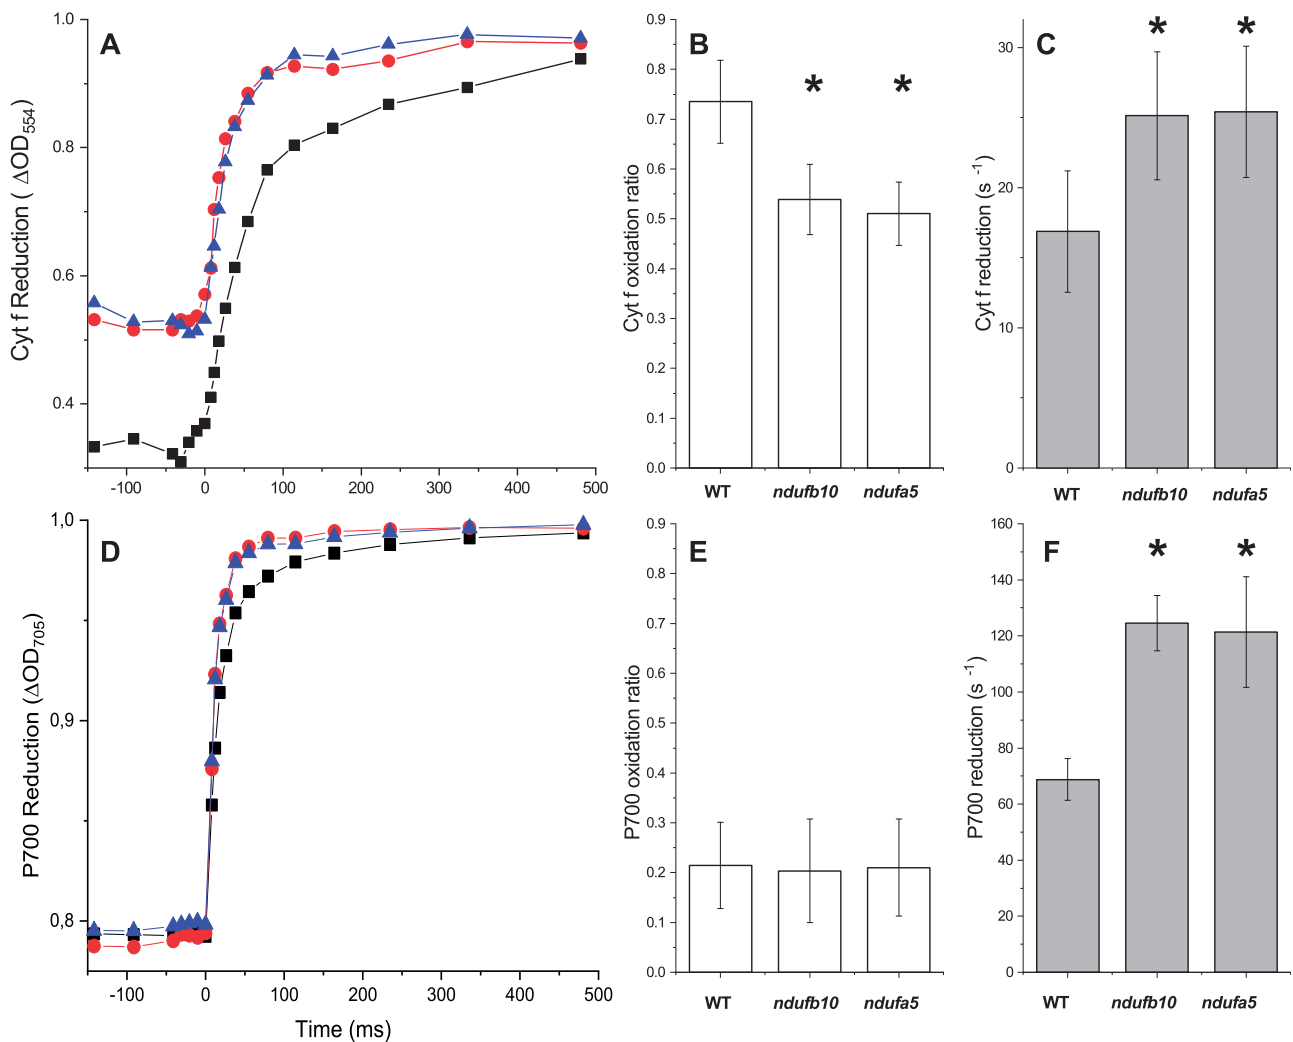 A
Cyt f Reduction ( ΔOD554)
1.0
0.8
0.6
0.4
-100 0 100 200 300 400 500
B
Cyt f oxidation ratio
0.9
0.8
0.7
0.6
0.5
0.4
0.3
0.2
0.1
0.0
* *
WT ndufb10 ndufa5
C
Cyt f reduction (s -1)
30
20
10
0
* *
WT ndufb10 ndufa5
D
P700 Reduction (ΔOD705)
1.0
0,9
0,8
-100 0 100 200 300 400 500
Time (ms)
E
P700 oxidation ratio
0.9
0.8
0.7
0.6
0.5
0.4
0.3
0.2
0.1
0.0
WT ndufb10 ndufa5
F
P700 reduction (s -1)
160
140
120
100
80
60
40
20
0
* *
WT ndufb10 ndufa5